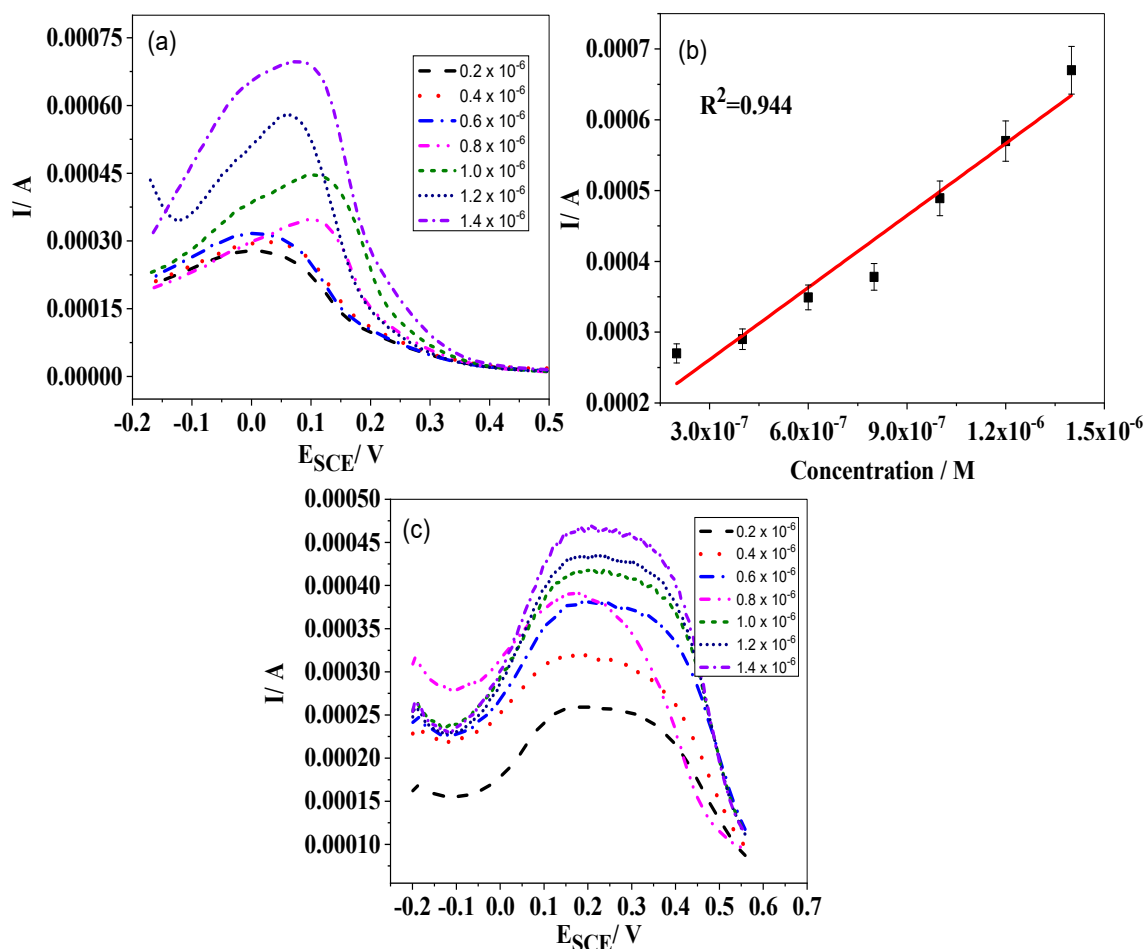 (a)
0.00075
0.00060
0.00045
0.00030
0.00015
0.00000
I/ A
0.2 x 10⁻⁶
0.4 x 10⁻⁶
0.6 x 10⁻⁶
0.8 x 10⁻⁶
1.0 x 10⁻⁶
1.2 x 10⁻⁶
1.4 x 10⁻⁶
-0.2 -0.1 0.0 0.1 0.2 0.3 0.4 0.5
E_SCE/ V
(b)
R²=0.944
0.0007
0.0006
0.0005
0.0004
0.0003
0.0002
I/ A
3.0x10⁻⁷ 6.0x10⁻⁷ 9.0x10⁻⁷ 1.2x10⁻⁶ 1.5x10⁻⁶
Concentration / M
(c)
0.00050
0.00045
0.00040
0.00035
0.00030
0.00025
0.00020
0.00015
0.00010
I/ A
0.2 x 10⁻⁶
0.4 x 10⁻⁶
0.6 x 10⁻⁶
0.8 x 10⁻⁶
1.0 x 10⁻⁶
1.2 x 10⁻⁶
1.4 x 10⁻⁶
-0.2 -0.1 0.0 0.1 0.2 0.3 0.4 0.5 0.6 0.7
E_SCE/ V